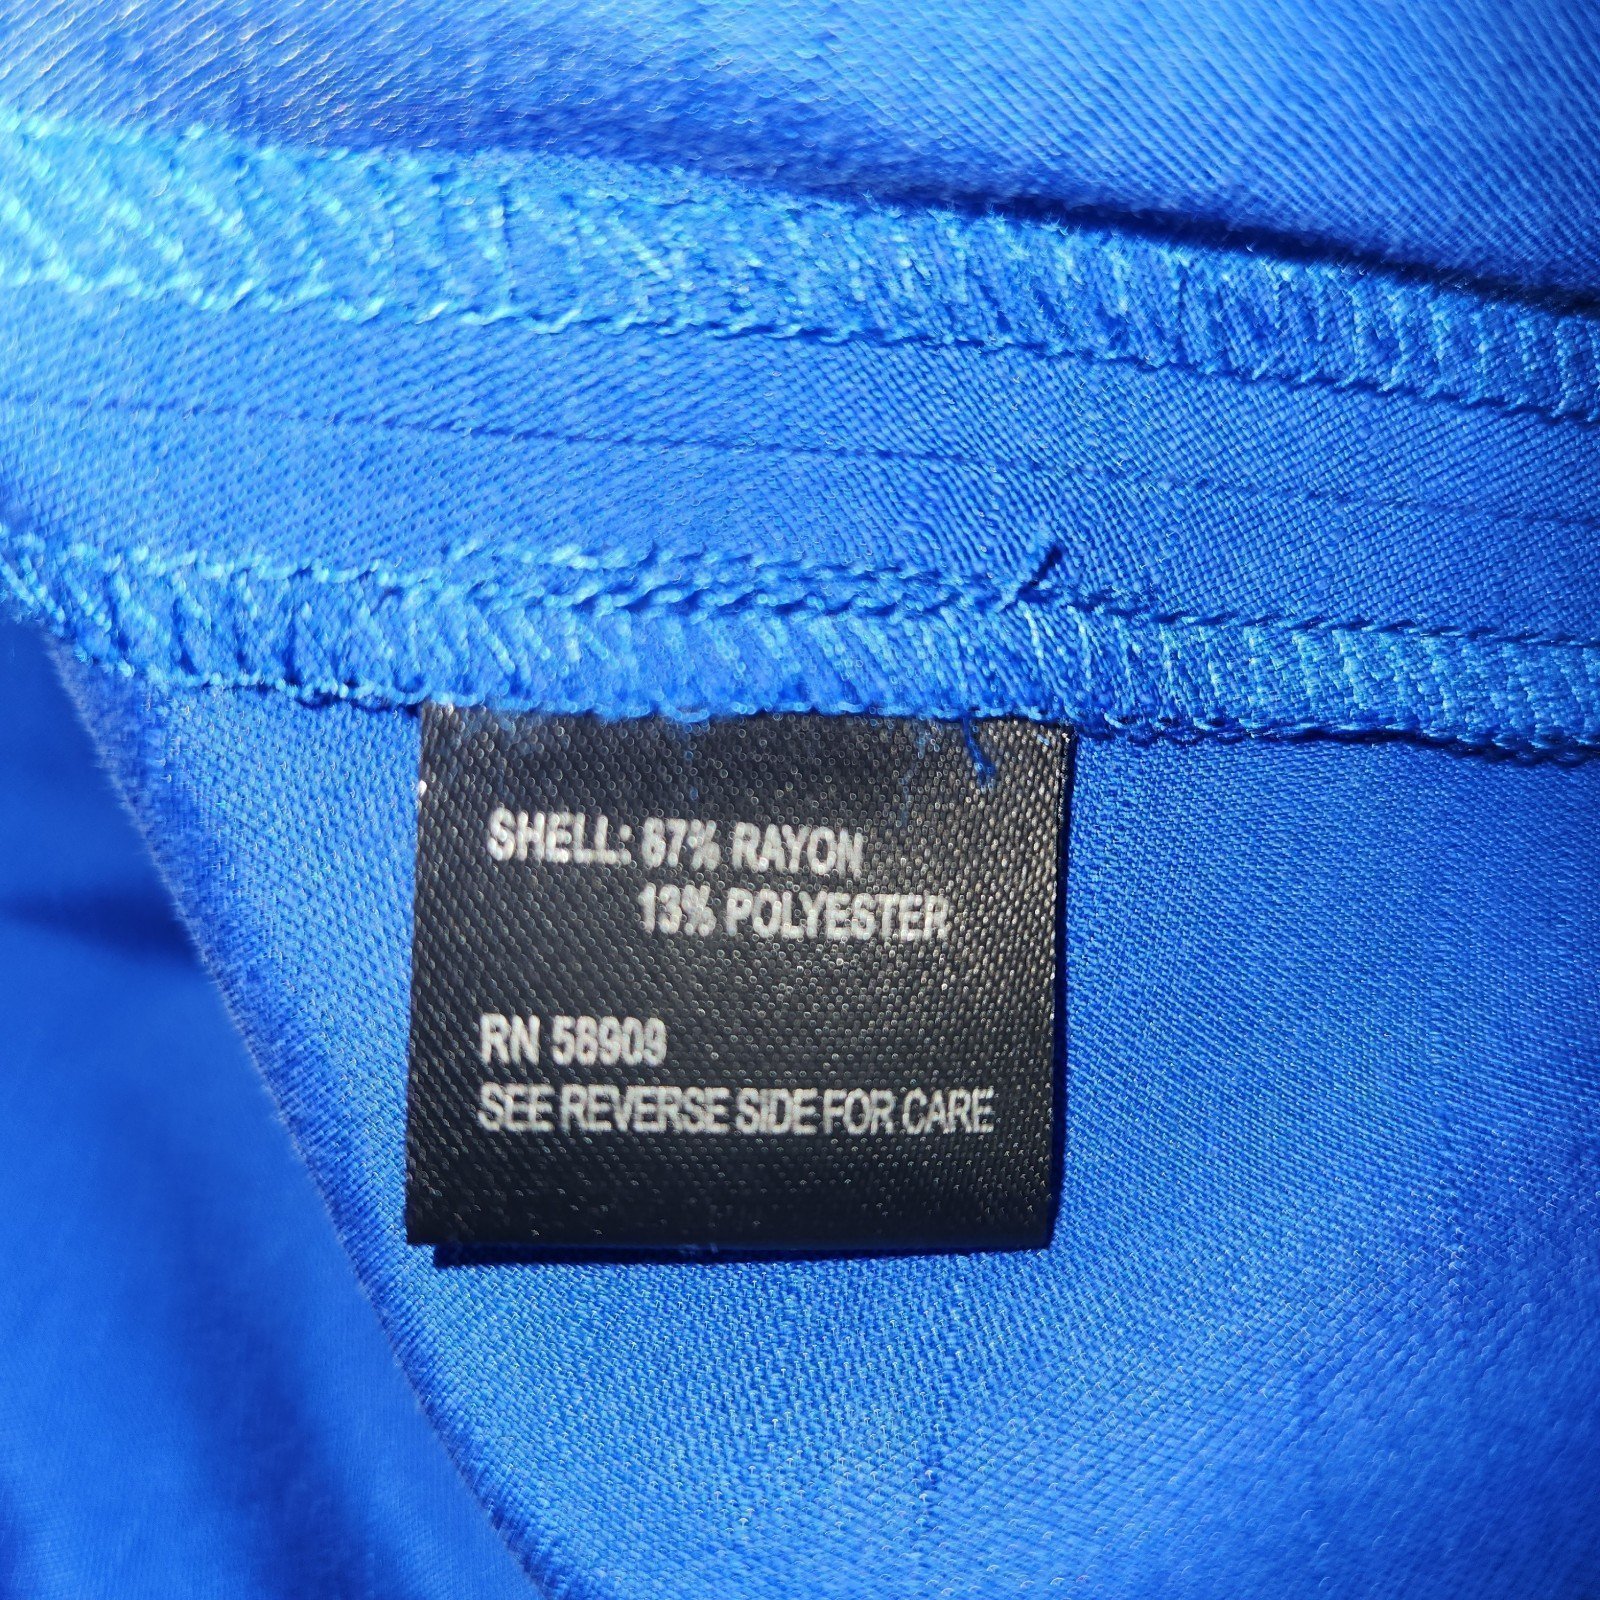 SHELL: 87% RAYON
13% POLYESTER
RN 58909
SEE REVERSE SIDE FOR CARE